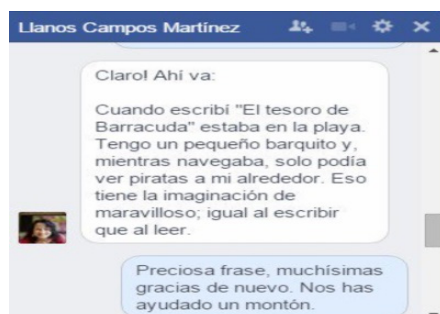 Llanos Campos Martínez
Claro! Ahí va:
Cuando escribí "El tesoro de
Barracuda" estaba en la playa.
Tengo un pequeño barquito y,
mientras navegaba, solo podía
ver piratas a mi alrededor. Eso
tiene la imaginación de
maravilloso; igual al escribir
que al leer.
Preciosa frase, muchísimas
gracias de nuevo. Nos has
ayudado un montón.